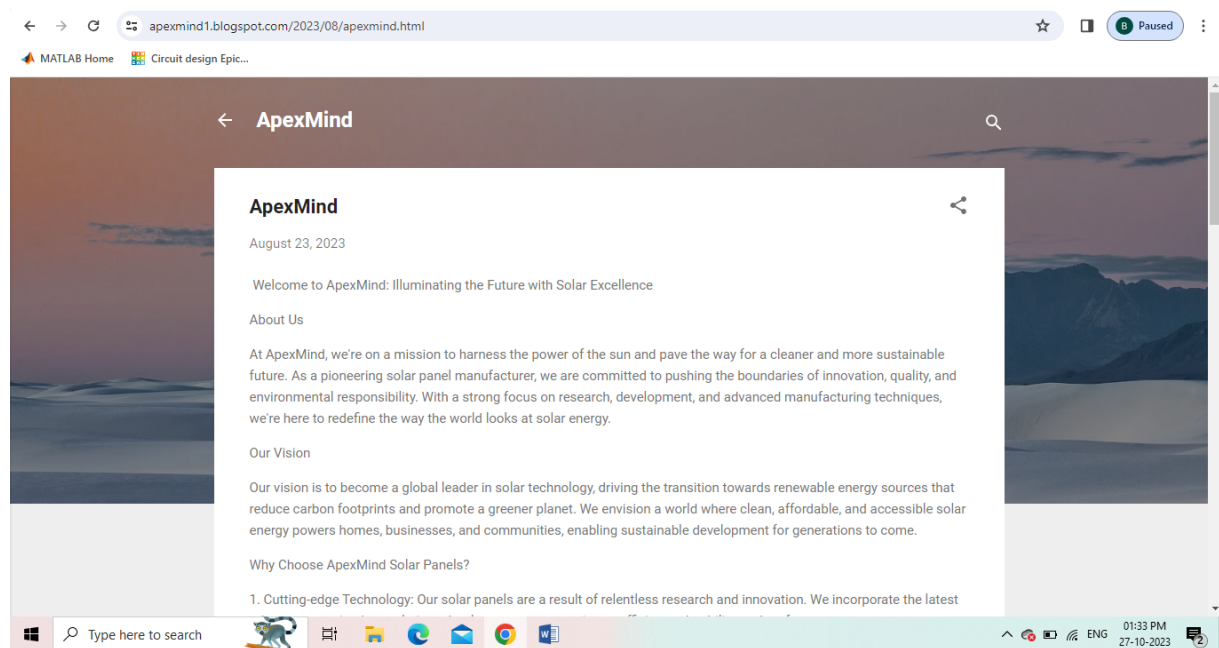 apexmind1.blogspot.com/2023/08/apexmind.html
B Paused
MATLAB Home Circuit design Epic...
ApexMind
ApexMind
August 23, 2023
Welcome to ApexMind: Illuminating the Future with Solar Excellence
About Us
At ApexMind, we're on a mission to harness the power of the sun and pave the way for a cleaner and more sustainable
future. As a pioneering solar panel manufacturer, we are committed to pushing the boundaries of innovation, quality, and
environmental responsibility. With a strong focus on research, development, and advanced manufacturing techniques,
we're here to redefine the way the world looks at solar energy.
Our Vision
Our vision is to become a global leader in solar technology, driving the transition towards renewable energy sources that
reduce carbon footprints and promote a greener planet. We envision a world where clean, affordable, and accessible solar
energy powers homes, businesses, and communities, enabling sustainable development for generations to come.
Why Choose ApexMind Solar Panels?
1. Cutting-edge Technology: Our solar panels are a result of relentless research and innovation. We incorporate the latest
Type here to search
ENG
01:33 PM
27-10-2023
2